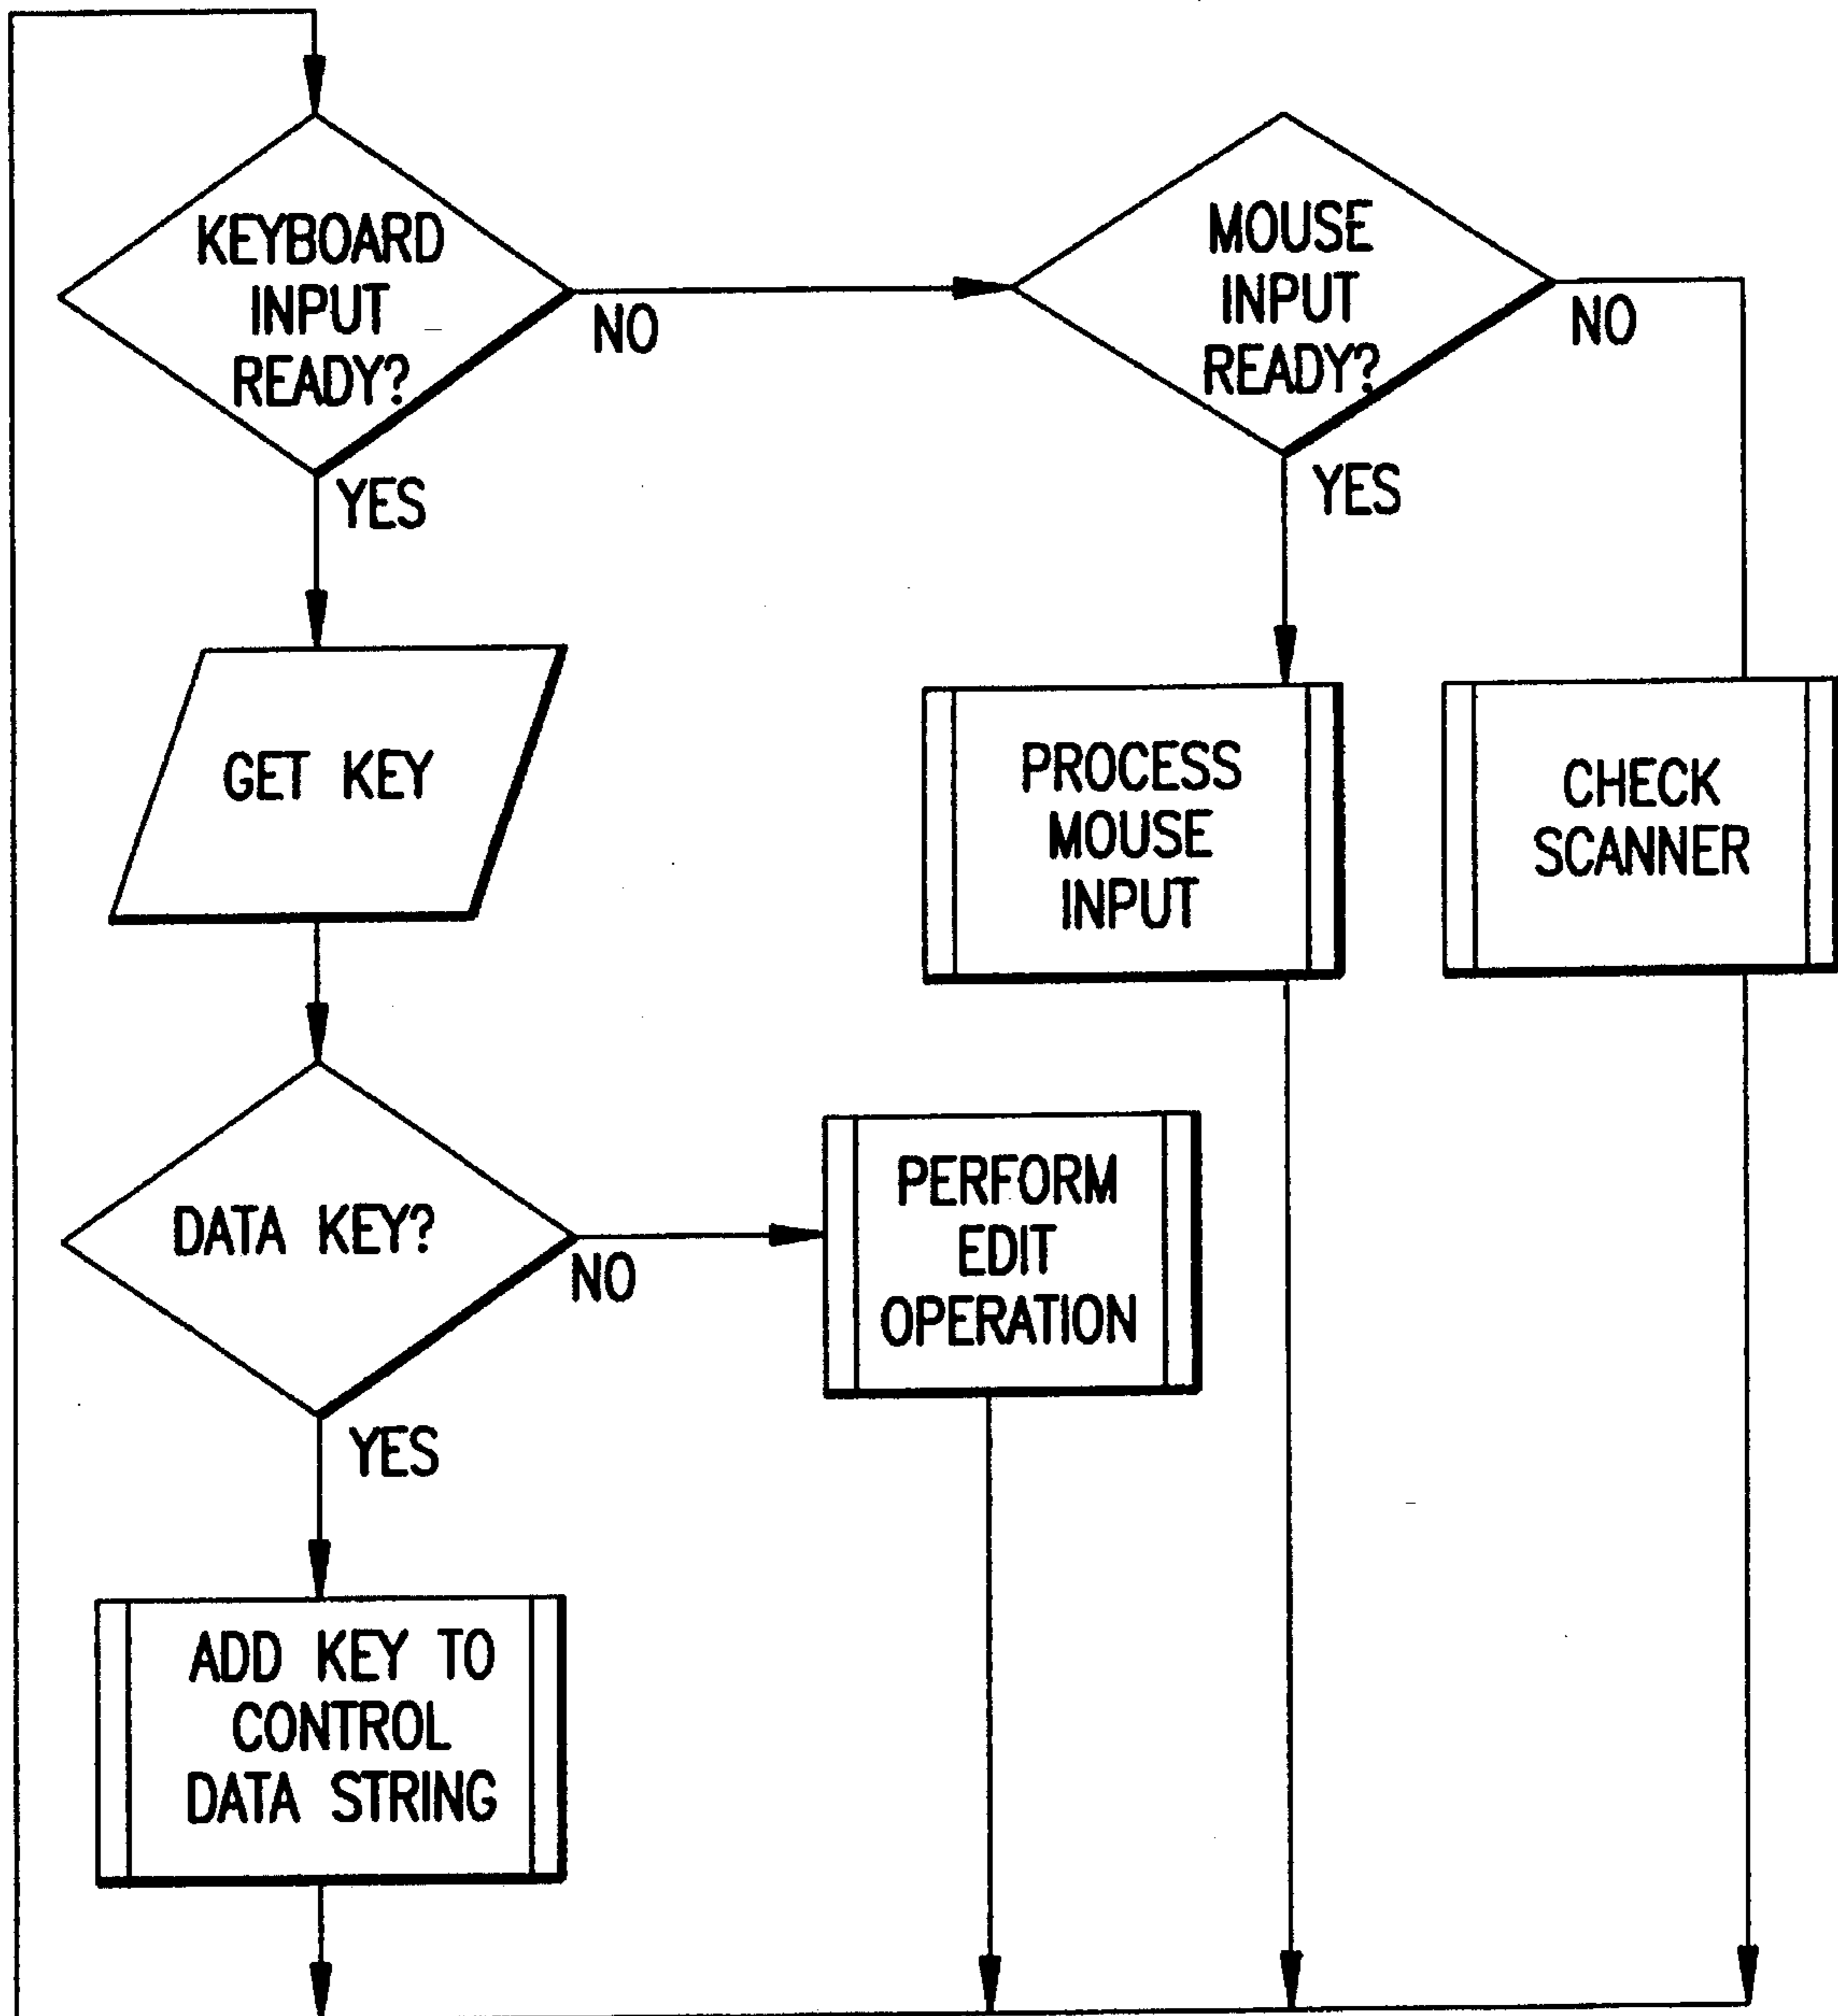 KEYBOARD
INPUT
READY?
NO
YES
MOUSE
INPUT
READY?
NO
YES
GET KEY
PROCESS
MOUSE
INPUT
CHECK
SCANNER
DATA KEY?
NO
YES
PERFORM
EDIT
OPERATION
ADD KEY TO
CONTROL
DATA STRING